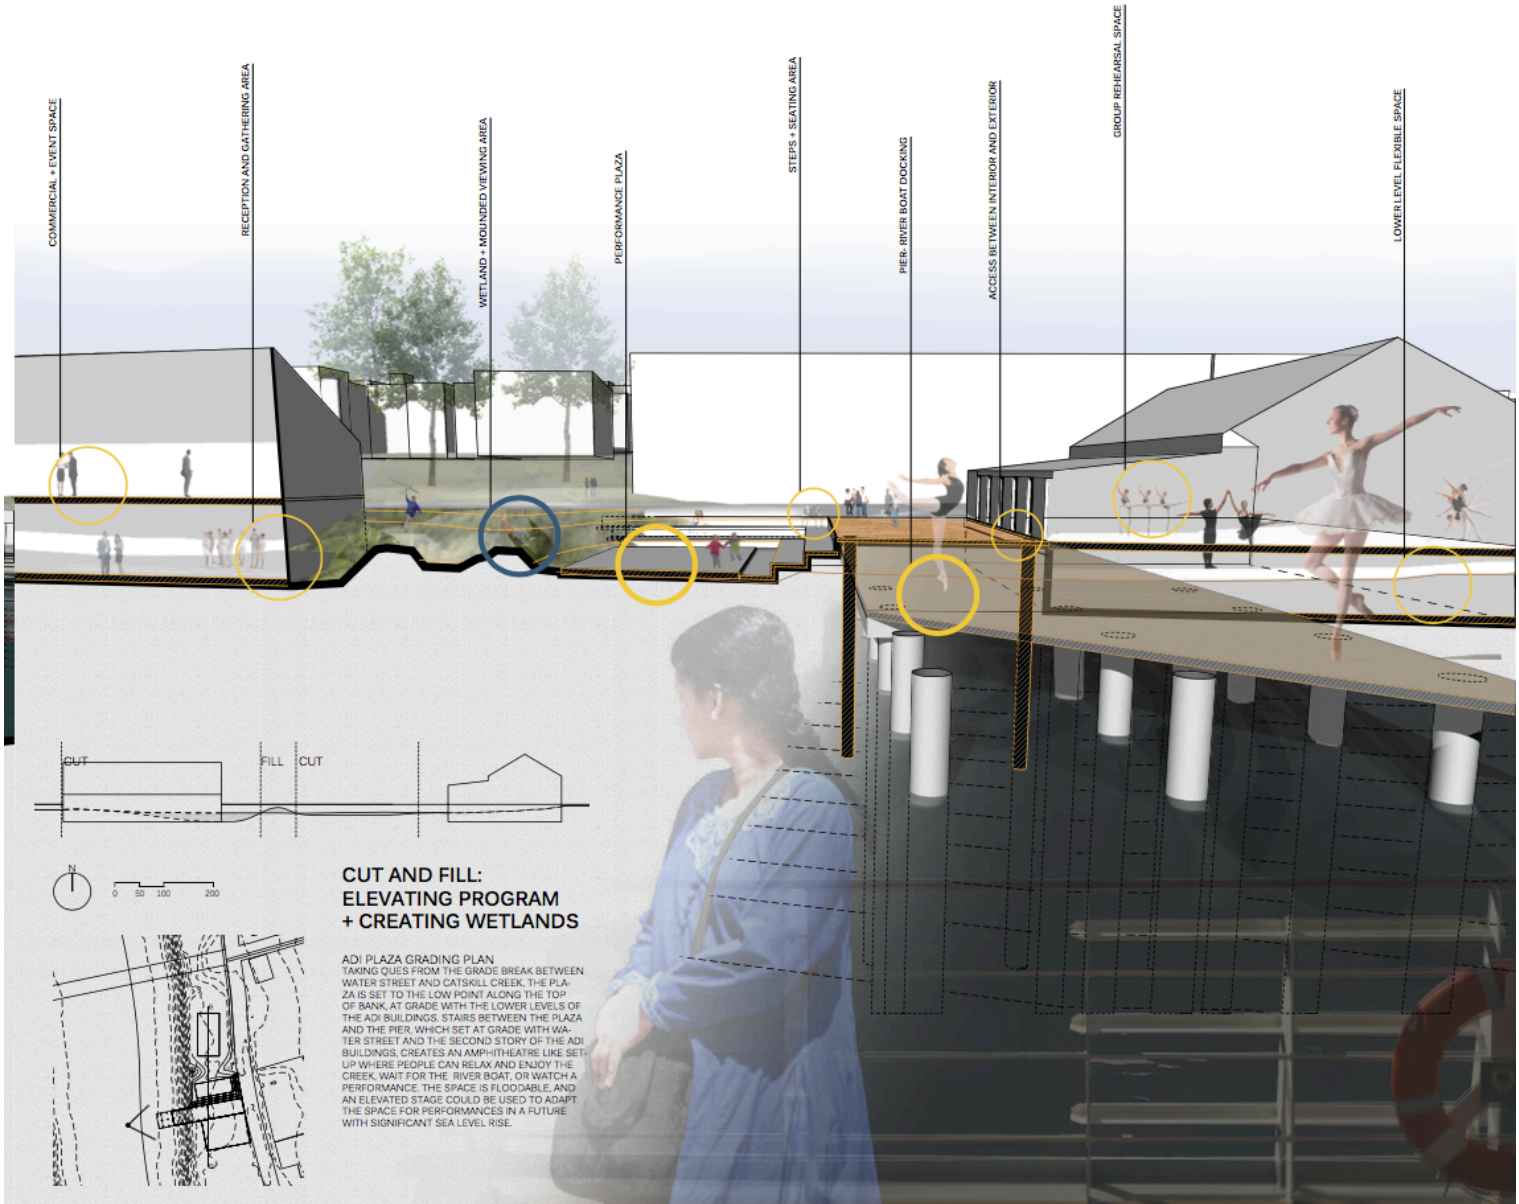 COMMERCIAL + EVENT SPACE
RECEPTION AND GATHERING AREA
WETLAND + MOUNDED VIEWING AREA
PERFORMANCE PLAZA
STEPS + SEATING AREA
PIER- RIVER BOAT DOCKING
ACCESS BETWEEN INTERIOR AND EXTERIOR
GROUP REHEARSAL SPACE
LOWER LEVEL FLEXIBLE SPACE
CUT
FILL
CUT
N
0 50 100 200
CUT AND FILL:
ELEVATING PROGRAM
+ CREATING WETLANDS
ADI PLAZA GRADING PLAN
TAKING QUES FROM THE GRADE BREAK BETWEEN
WATER STREET AND CATSKILL CREEK, THE PLA-
ZA IS SET TO THE LOW POINT ALONG THE TOP
OF BANK, AT GRADE WITH THE LOWER LEVELS OF
THE ADI BUILDINGS. STAIRS BETWEEN THE PLAZA
AND THE PIER, WHICH SET AT GRADE WITH WA-
TER STREET AND THE SECOND STORY OF THE ADI
BUILDINGS, CREATES AN AMPHITHEATRE LIKE SET-
UP WHERE PEOPLE CAN RELAX AND ENJOY THE
CREEK, WAIT FOR THE RIVER BOAT, OR WATCH A
PERFORMANCE. THE SPACE IS FLOODABLE, AND
AN ELEVATED STAGE COULD BE USED TO ADAPT
THE SPACE FOR PERFORMANCES IN A FUTURE
WITH SIGNIFICANT SEA LEVEL RISE.